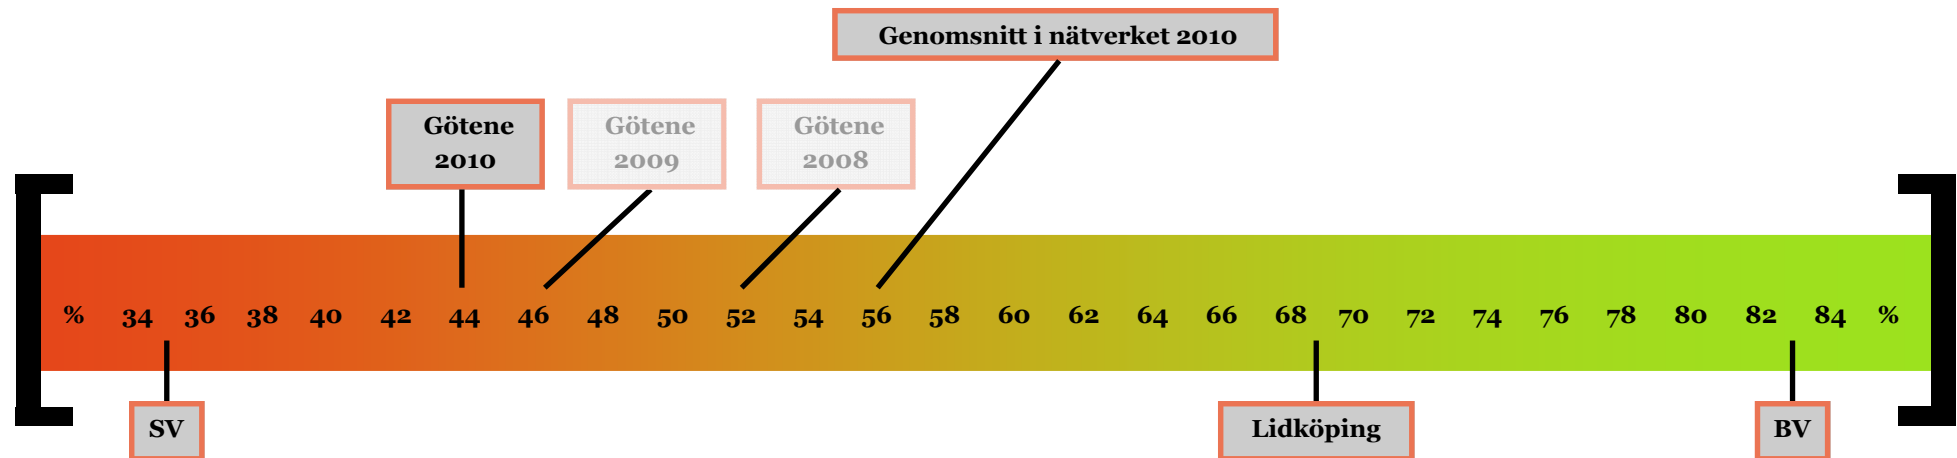 Genomsnitt i nätverket 2010
Götene
2010
Götene
2009
Götene
2008
% 34 36 38 40 42 44 46 48 50 52 54 56 58 60 62 64 66 68 70 72 74 76 78 80 82 84 %
SV
Lidköping
BV